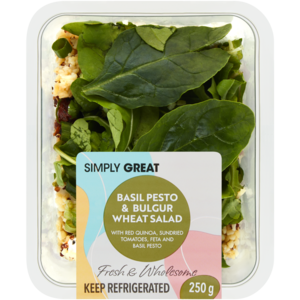 SIMPLY GREAT
BASIL PESTO
& BULGUR
WHEAT SALAD
WITH RED QUINOA, SUNDRIED
TOMATOES, FETA AND
BASIL PESTO
Fresh & Wholesome
KEEP REFRIGERATED
250 g